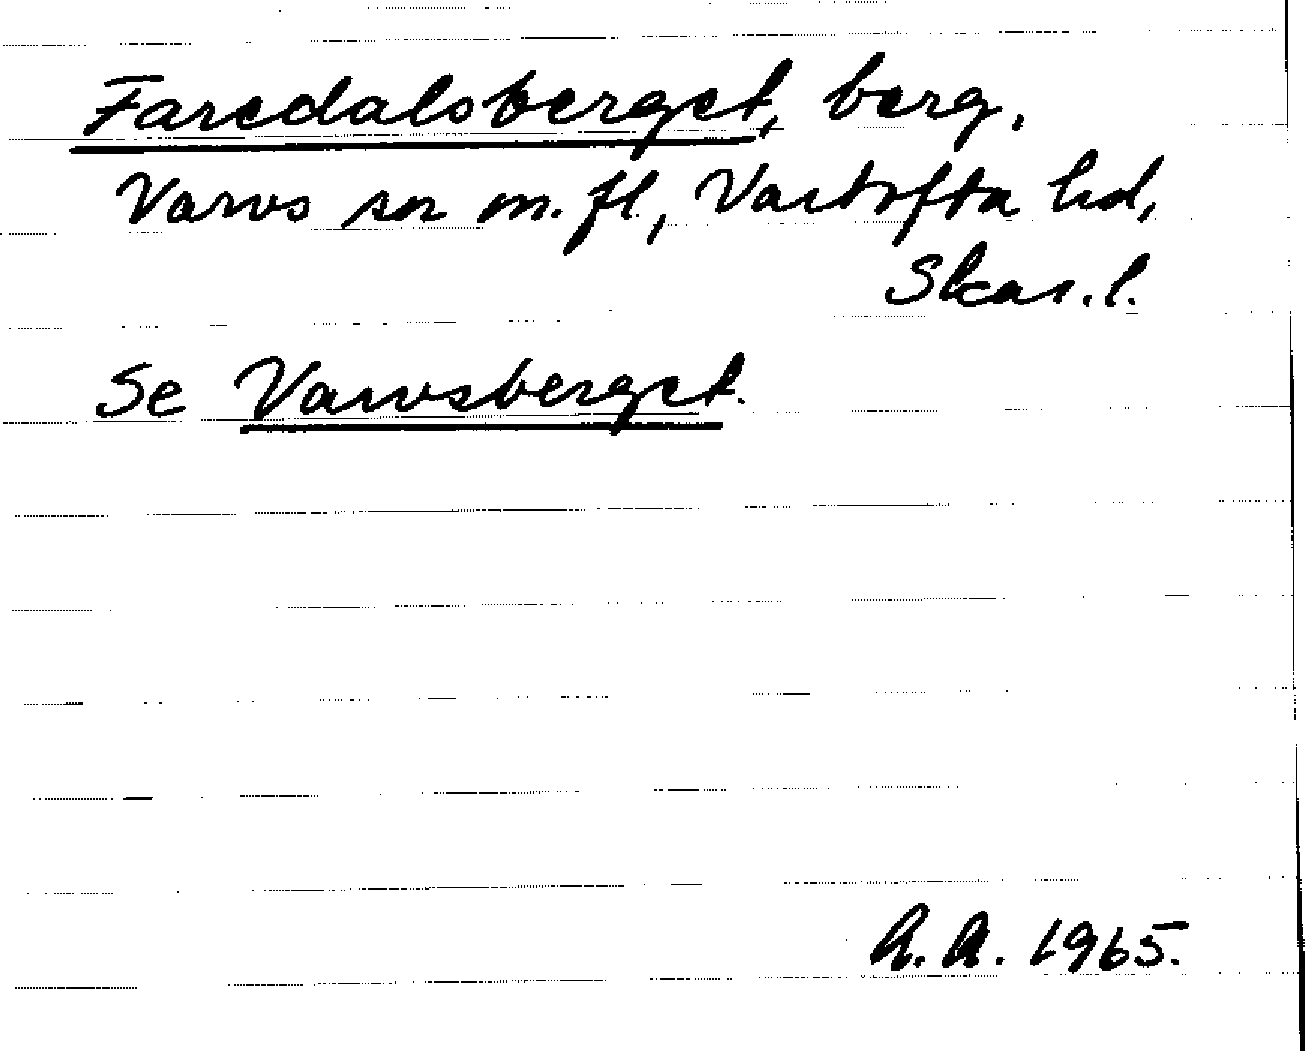 Faredalsberget, berg.
Varvs sn m.fl., Vartofta hd,
Skar.l.
Se Varvsberget.
A.A. 1965.